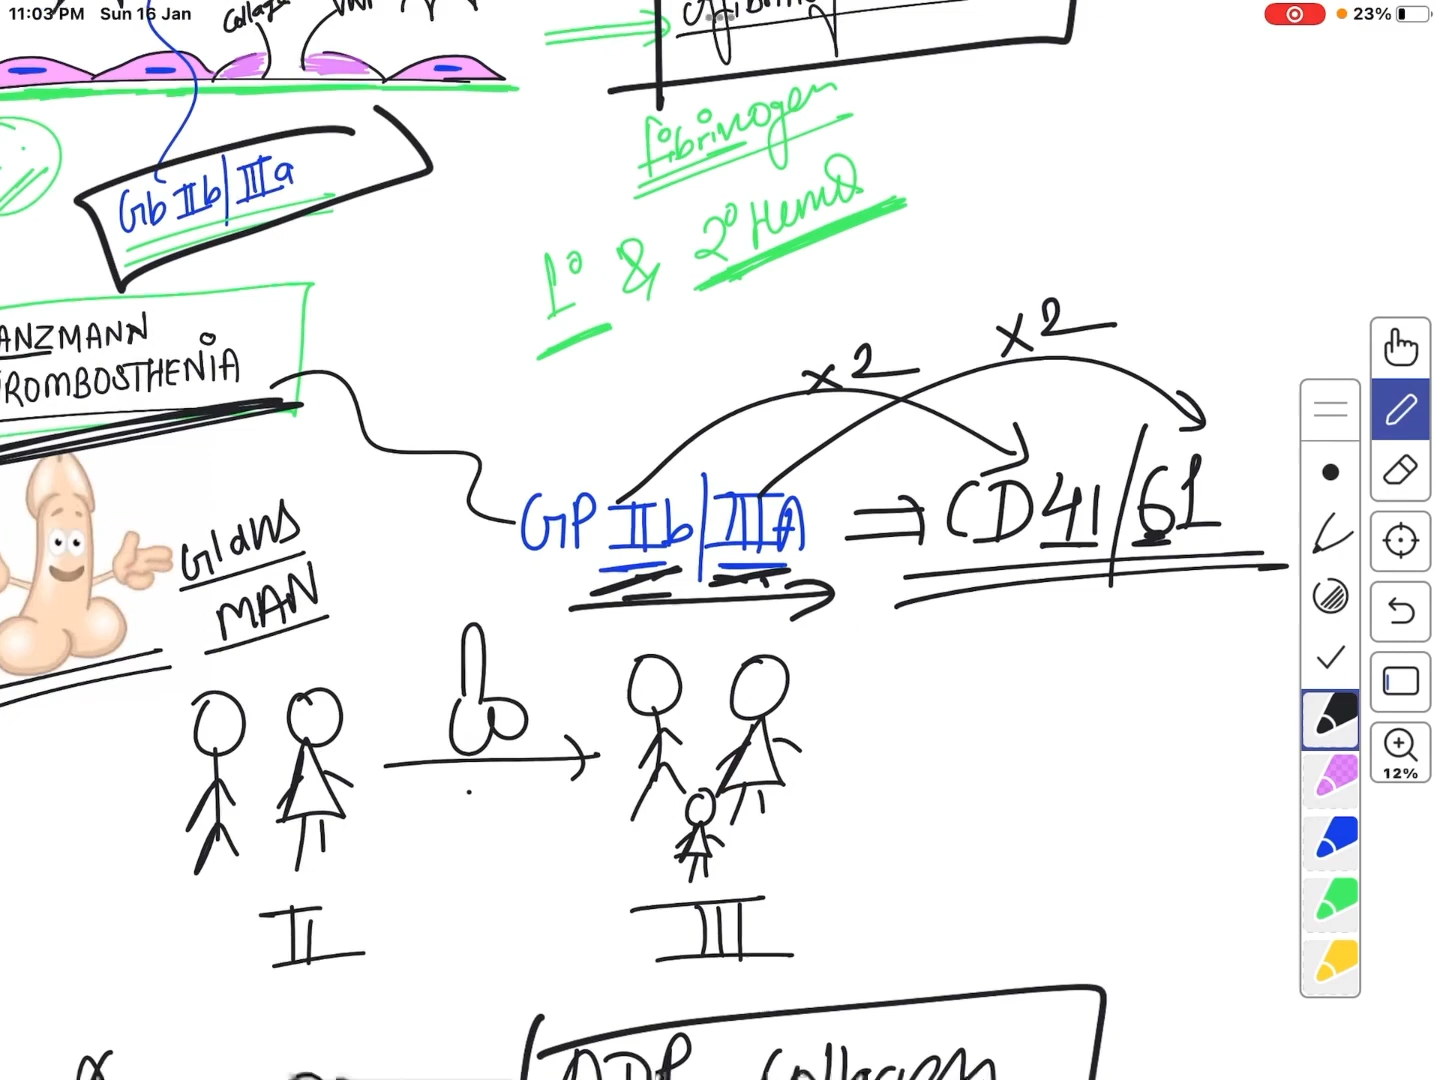 11:03 PM Sun 16 Jan
23%
Collag
fibrinogen
Gb IIb/IIIa
1° & 2° Hemo
ANZMANN
ROMBOSTHENIA
x2
x2
GP IIb/IIIA ⇒ CD41/61
Glans
MAN
II
III
12%
ADP Collagen
α